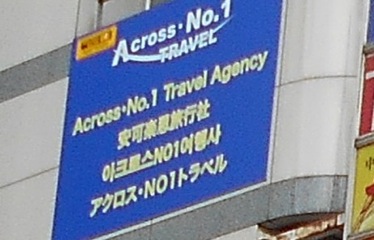 Across·No.1
TRAVEL
Across·No.1 Travel Agency
安可楽思旅行社
아크로스NO1여행사
アクロス·NO1トラベル